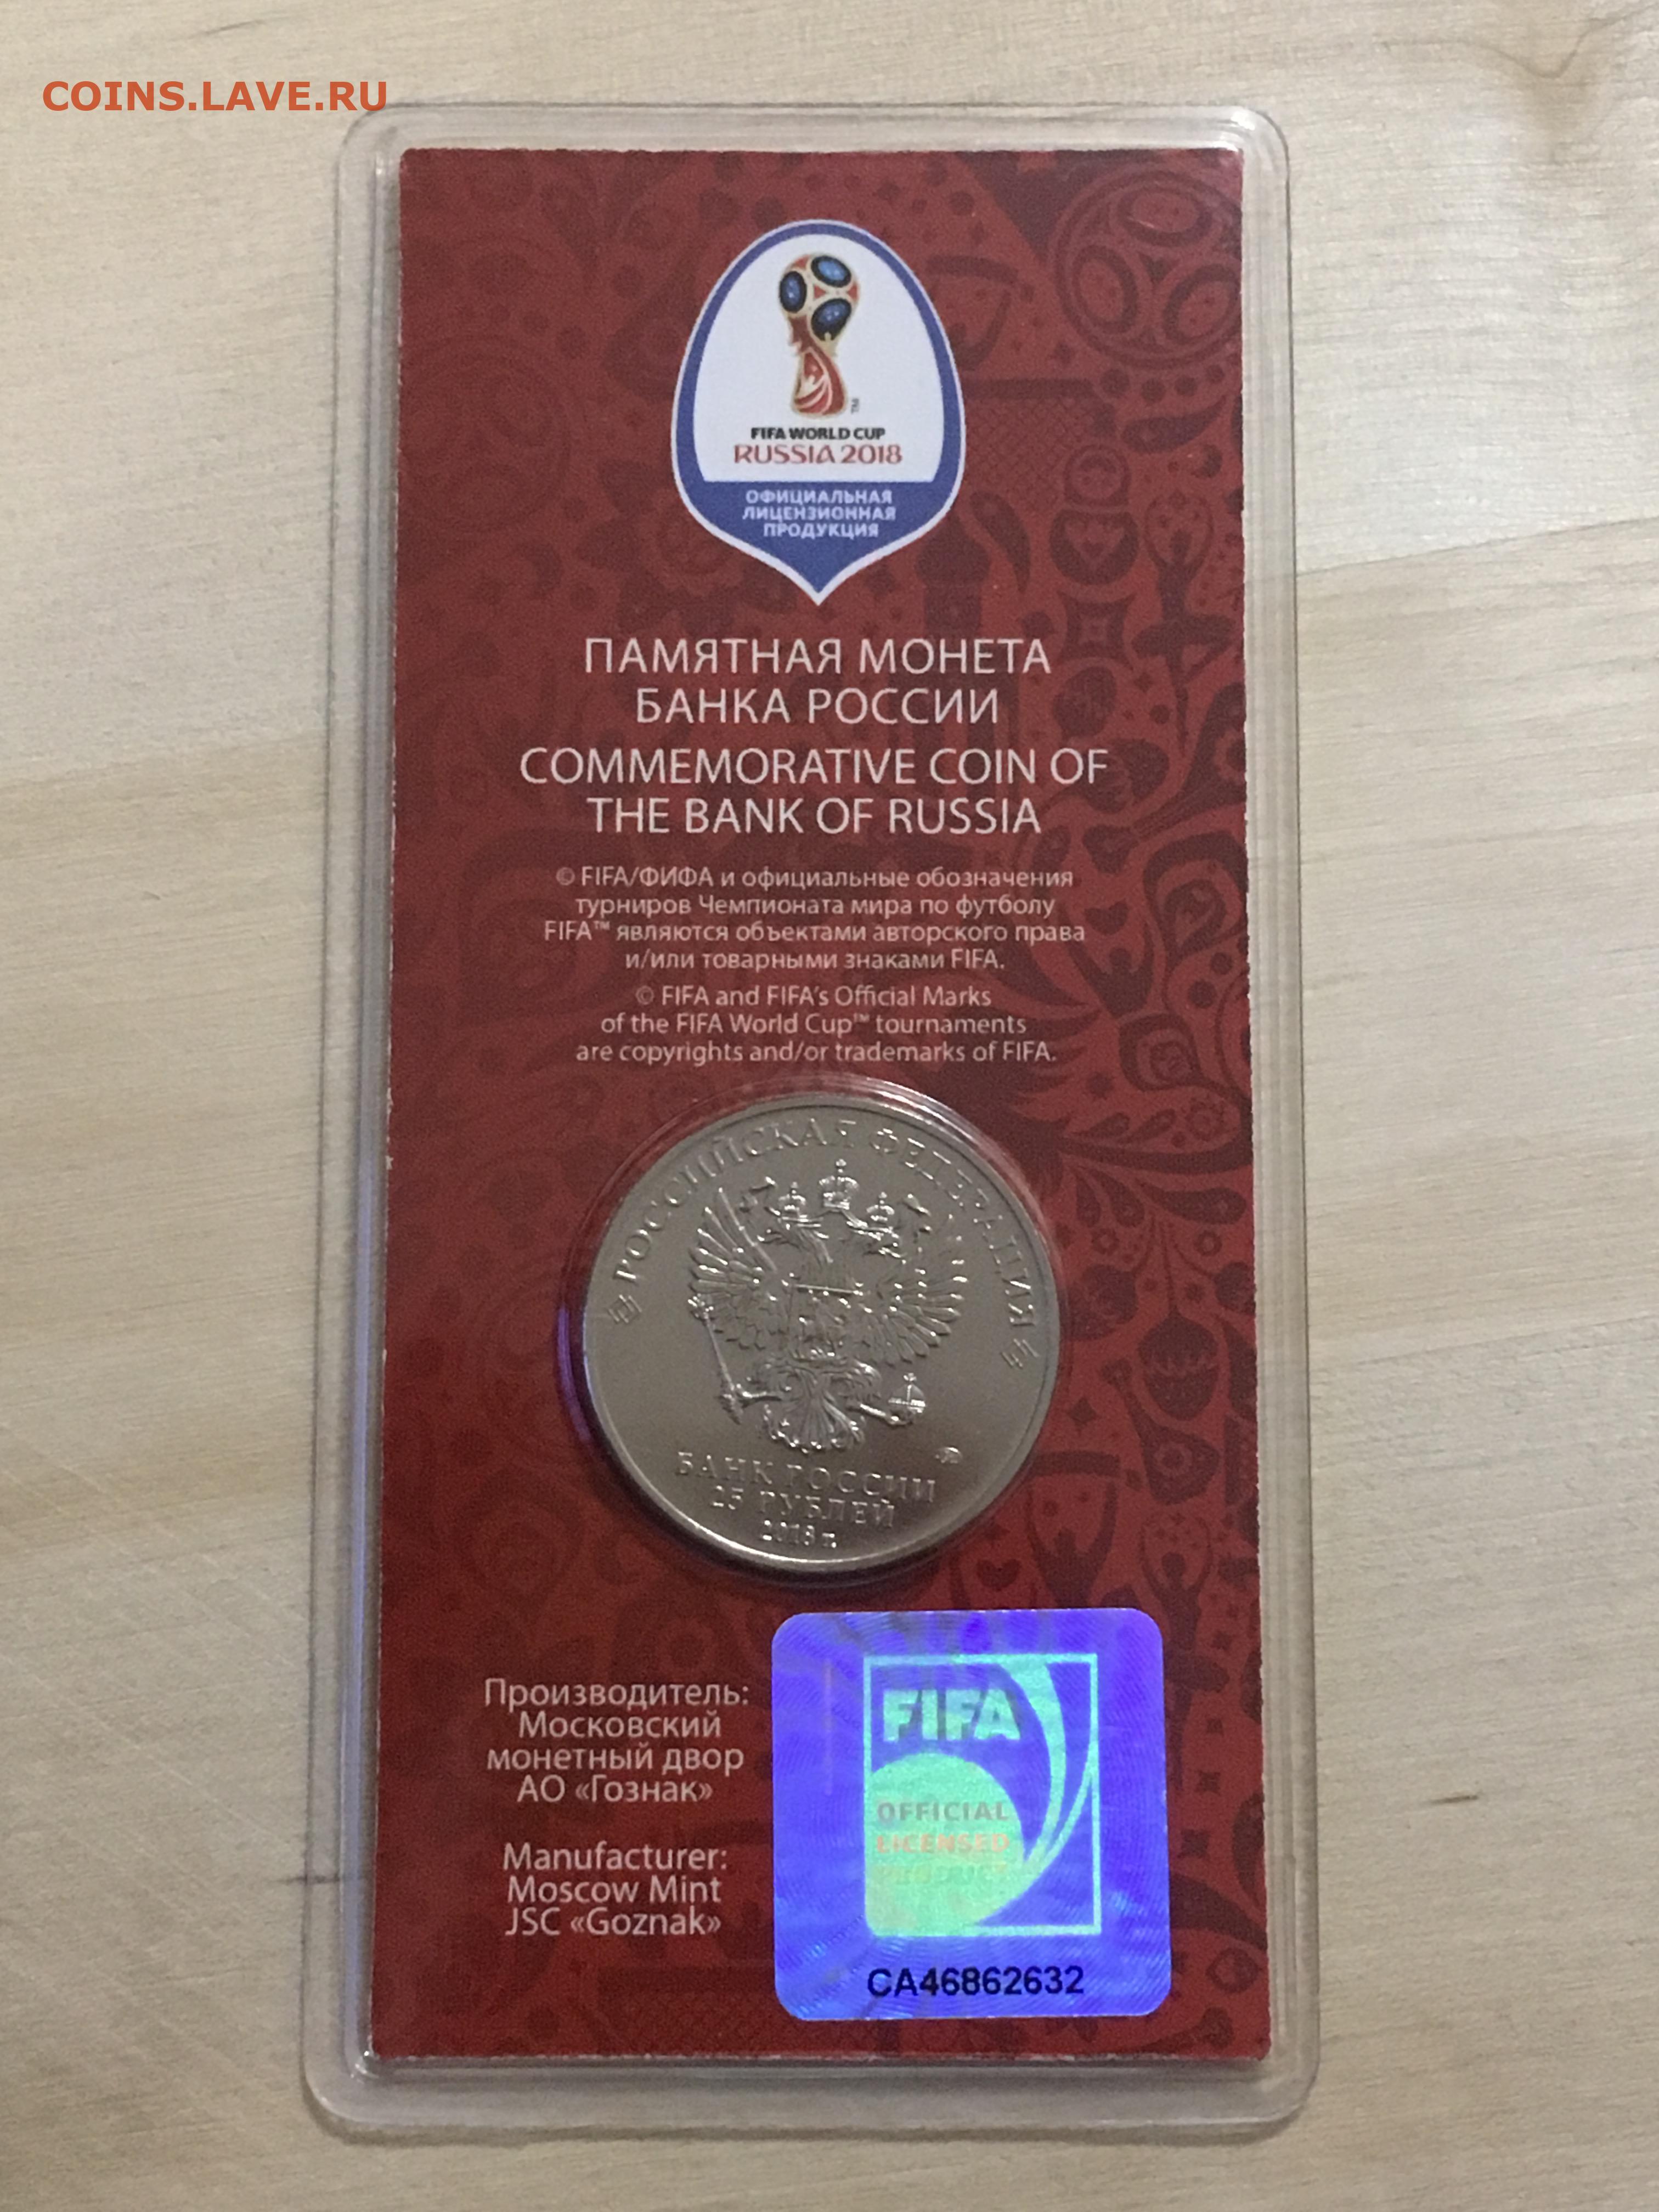 COINS.LAVE.RU
FIFA WORLD CUP
RUSSIA 2018
ОФИЦИАЛЬНАЯ
ЛИЦЕНЗИОННАЯ
ПРОДУКЦИЯ
ПАМЯТНАЯ МОНЕТА
БАНКА РОССИИ
COMMEMORATIVE COIN OF
THE BANK OF RUSSIA
© FIFA/ФИФА и официальные обозначения
турниров Чемпионата мира по футболу
FIFA™ являются объектами авторского права
и/или товарными знаками FIFA.
© FIFA and FIFA's Official Marks
of the FIFA World Cup™ tournaments
are copyrights and/or trademarks of FIFA.
РОССИЙСКАЯ ФЕДЕРАЦИЯ
БАНК РОССИИ
25 РУБЛЕЙ
2018 г.
Производитель:
Московский
монетный двор
АО «Гознак»
Manufacturer:
Moscow Mint
JSC «Goznak»
FIFA
OFFICIAL
LICENSED
PRODUCT
CA46862632